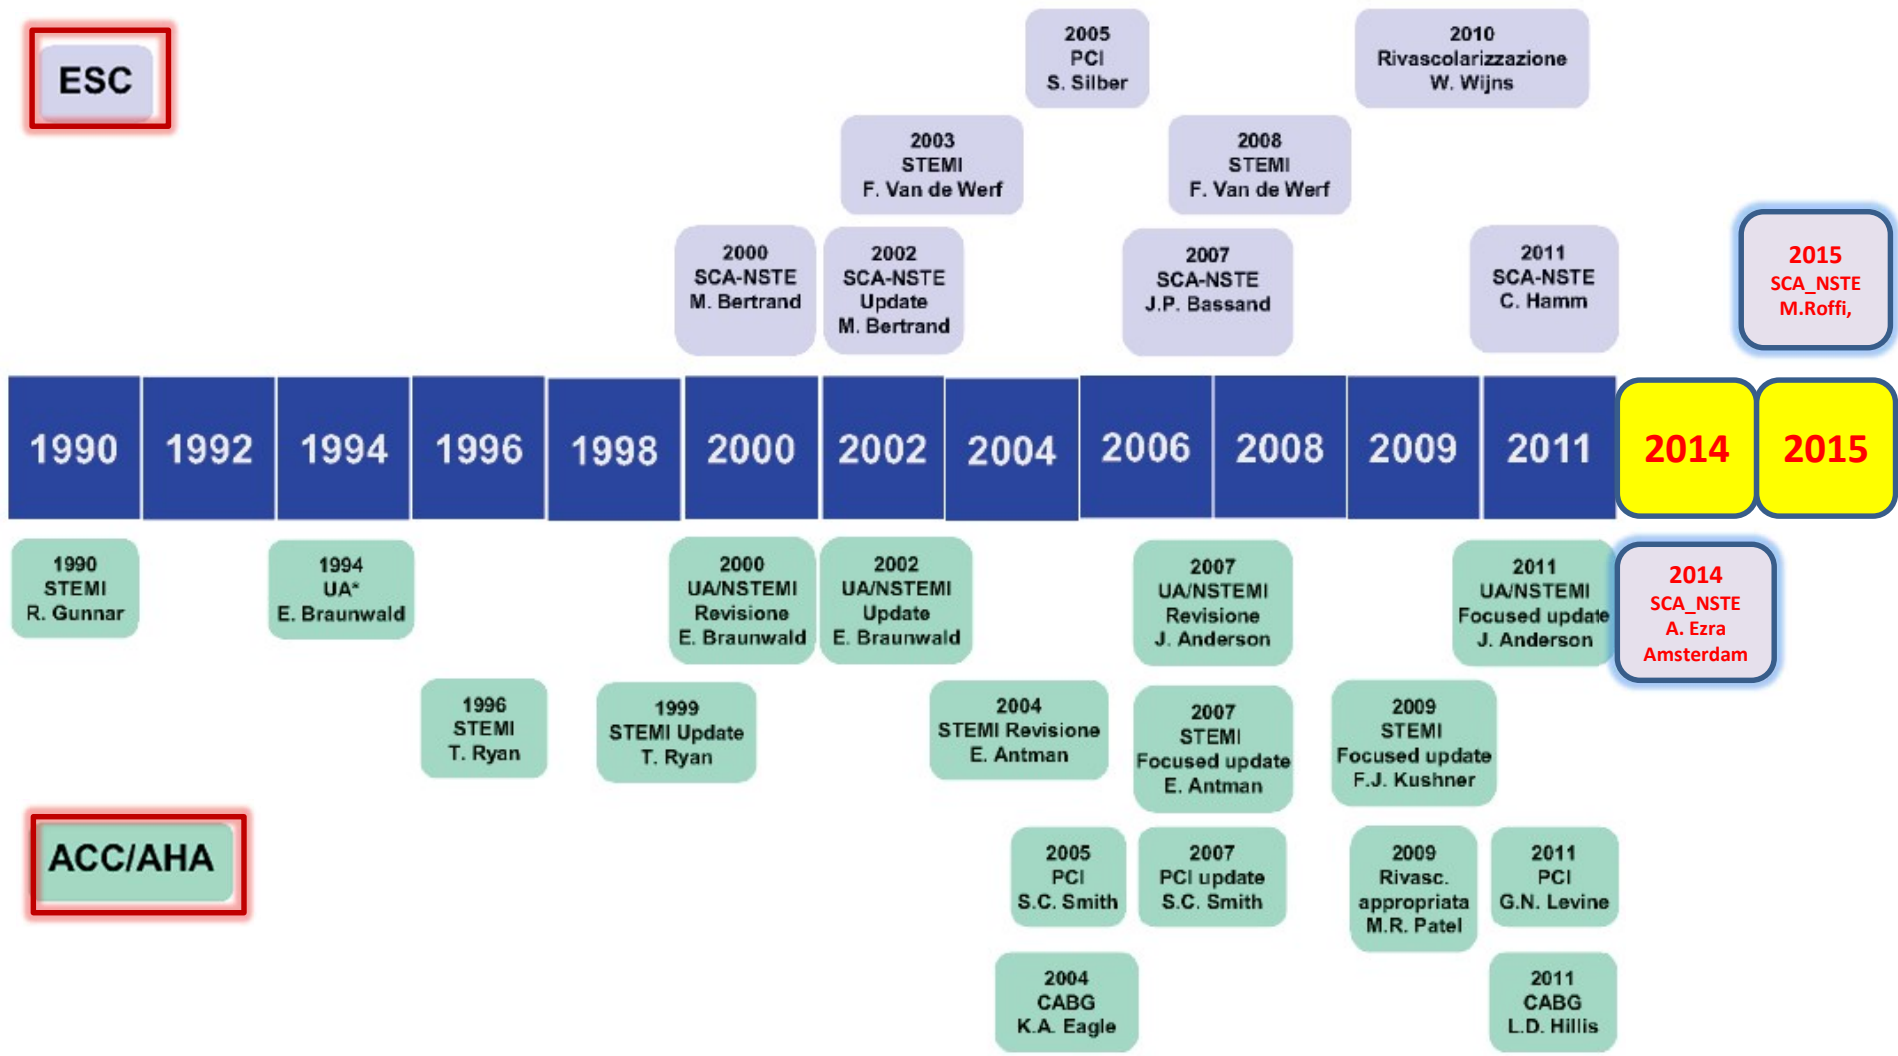 ESC
2005
PCI
S. Silber
2010
Rivascolarizzazione
W. Wijns
2003
STEMI
F. Van de Werf
2008
STEMI
F. Van de Werf
2000
SCA-NSTE
M. Bertrand
2002
SCA-NSTE
Update
M. Bertrand
2007
SCA-NSTE
J.P. Bassand
2011
SCA-NSTE
C. Hamm
2015
SCA_NSTE
M.Roffi,
1990
1992
1994
1996
1998
2000
2002
2004
2006
2008
2009
2011
2014
2015
1990
STEMI
R. Gunnar
1994
UA*
E. Braunwald
2000
UA/NSTEMI
Revisione
E. Braunwald
2002
UA/NSTEMI
Update
E. Braunwald
2007
UA/NSTEMI
Revisione
J. Anderson
2011
UA/NSTEMI
Focused update
J. Anderson
2014
SCA_NSTE
A. Ezra
Amsterdam
1996
STEMI
T. Ryan
1999
STEMI Update
T. Ryan
2004
STEMI Revisione
E. Antman
2007
STEMI
Focused update
E. Antman
2009
STEMI
Focused update
F.J. Kushner
ACC/AHA
2005
PCI
S.C. Smith
2007
PCI update
S.C. Smith
2009
Rivasc.
appropriata
M.R. Patel
2011
PCI
G.N. Levine
2004
CABG
K.A. Eagle
2011
CABG
L.D. Hillis